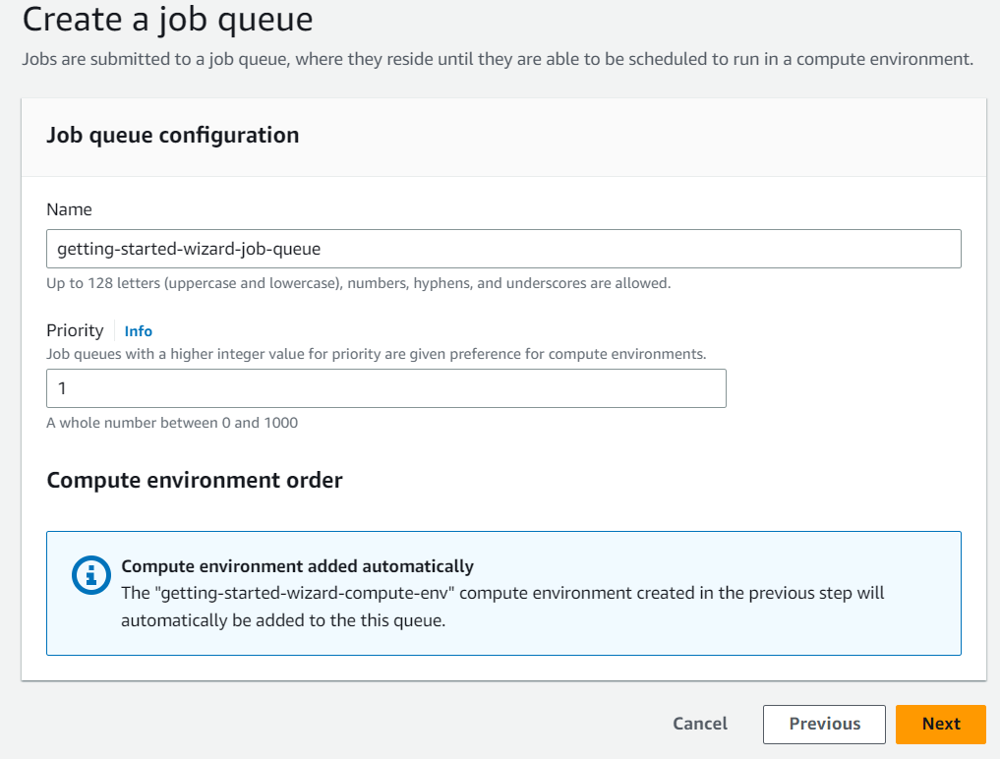 Create a job queue
Jobs are submitted to a job queue, where they reside until they are able to be scheduled to run in a compute environment.
Job queue configuration
Name
getting-started-wizard-job-queue
Up to 128 letters (uppercase and lowercase), numbers, hyphens, and underscores are allowed.
Priority Info
Job queues with a higher integer value for priority are given preference for compute environments.
1
A whole number between 0 and 1000
Compute environment order
Compute environment added automatically
The "getting-started-wizard-compute-env" compute environment created in the previous step will
automatically be added to the this queue.
Cancel Previous Next